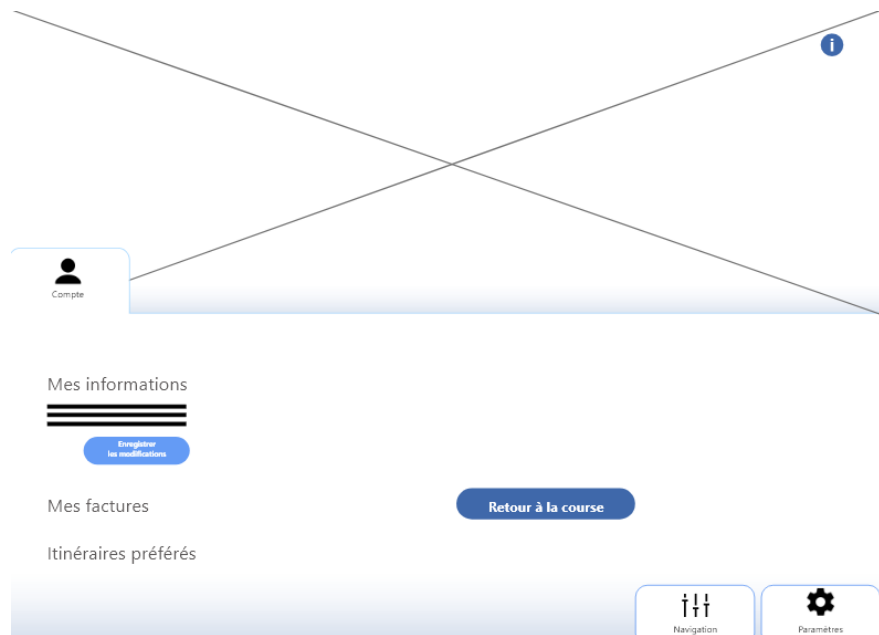 i
Compte
Mes informations
Enregistrer
les modifications
Mes factures
Retour à la course
Itinéraires préférés
Navigation
Paramètres